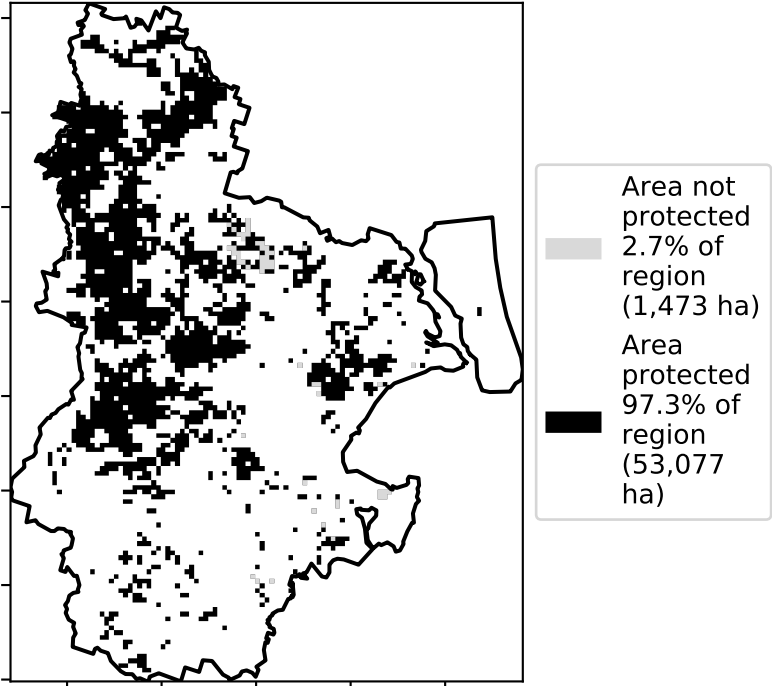 Area not
protected
2.7% of
region
(1,473 ha)
Area
protected
97.3% of
region
(53,077
ha)